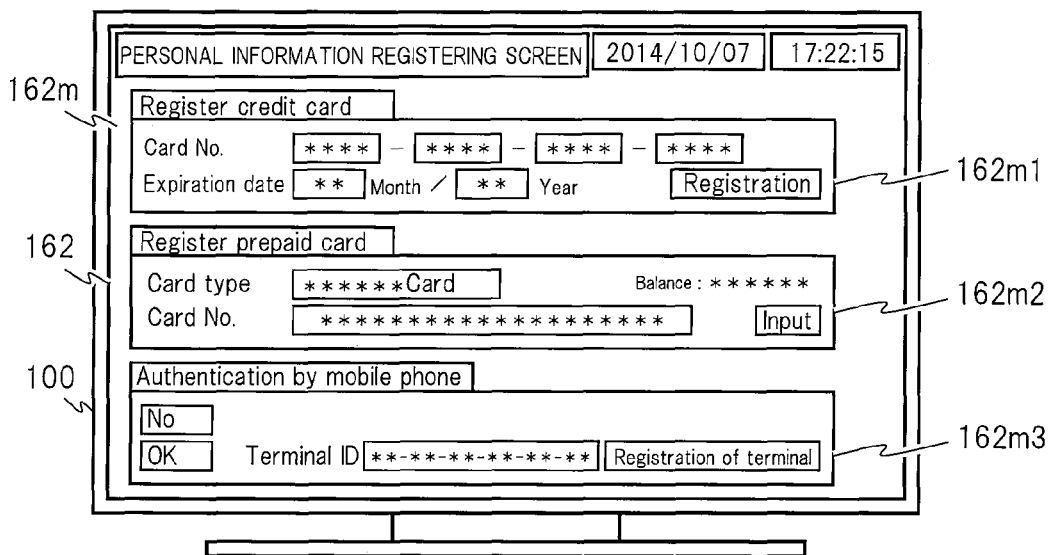 PERSONAL INFORMATION REGISTERING SCREEN 2014/10/07 17:22:15
162m
Register credit card
Card No. **** - **** - **** - ****
Expiration date ** Month / ** Year Registration
162m1
162
Register prepaid card
Card type ******Card Balance : ******
Card No. ******************** Input
162m2
100
Authentication by mobile phone
No
OK Terminal ID **-**-**-**-**-** Registration of terminal
162m3